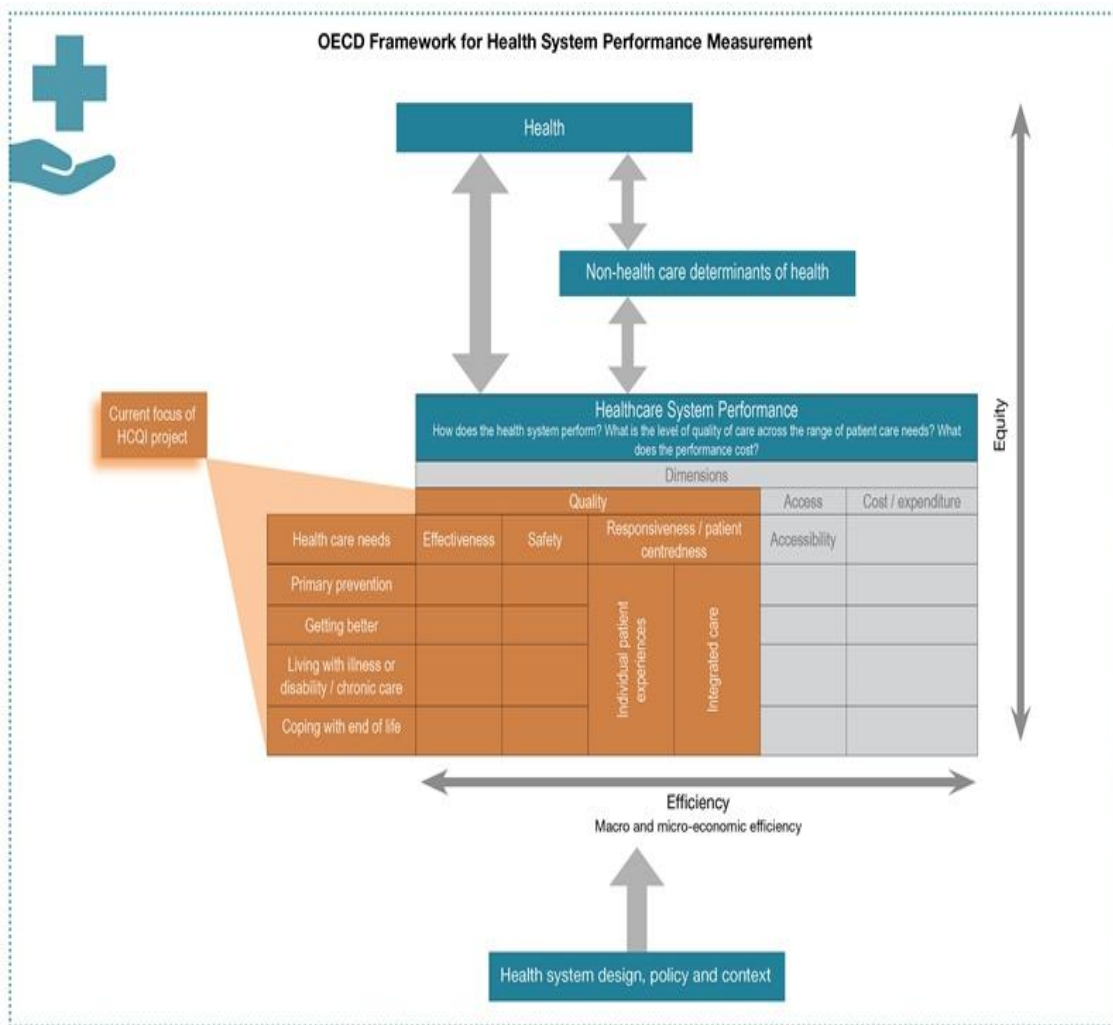 OECD Framework for Health System Performance Measurement
Health
Non-health care determinants of health
Equity
Current focus of
HCQI project
Healthcare System Performance
How does the health system perform? What is the level of quality of care across the range of patient care needs? What
does the performance cost?
Dimensions
Quality
Access
Cost / expenditure
Health care needs
Effectiveness
Safety
Responsiveness / patient
centredness
Accessibility
Primary prevention
Getting better
Living with illness or
disability / chronic care
Coping with end of life
Individual patient
experiences
Integrated care
Efficiency
Macro and micro-economic efficiency
Health system design, policy and context